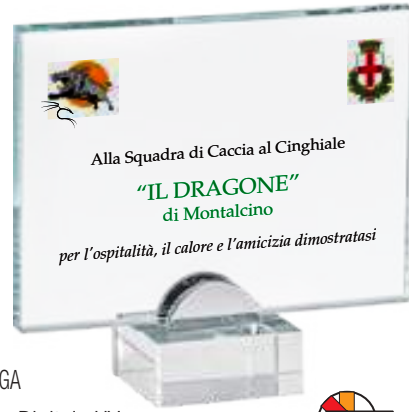 Alla Squadra di Caccia al Cinghiale
“IL DRAGONE”
di Montalcino
per l’ospitalità, il calore e l’amicizia dimostratasi
GA